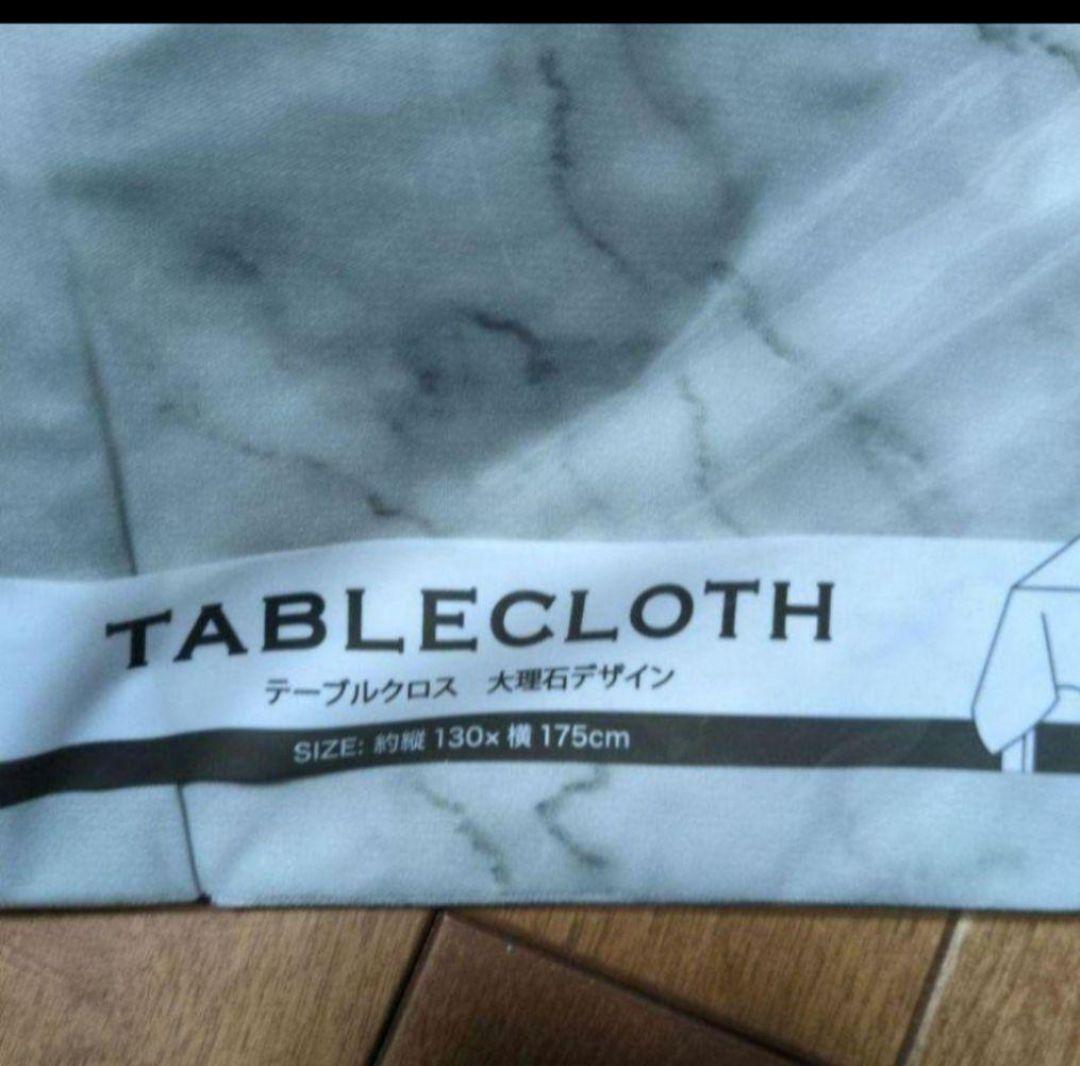 TABLECLOTH
テーブルクロス 大理石デザイン
SIZE: 約縦 130× 横 175cm